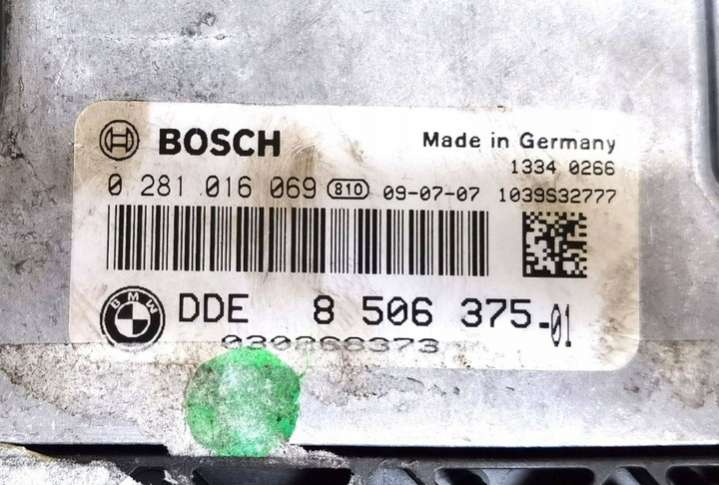 BOSCH
Made in Germany
1334 0266
0 281 016 069 810 09-07-07 1039S32777
BMW
DDE 8 506 375-01